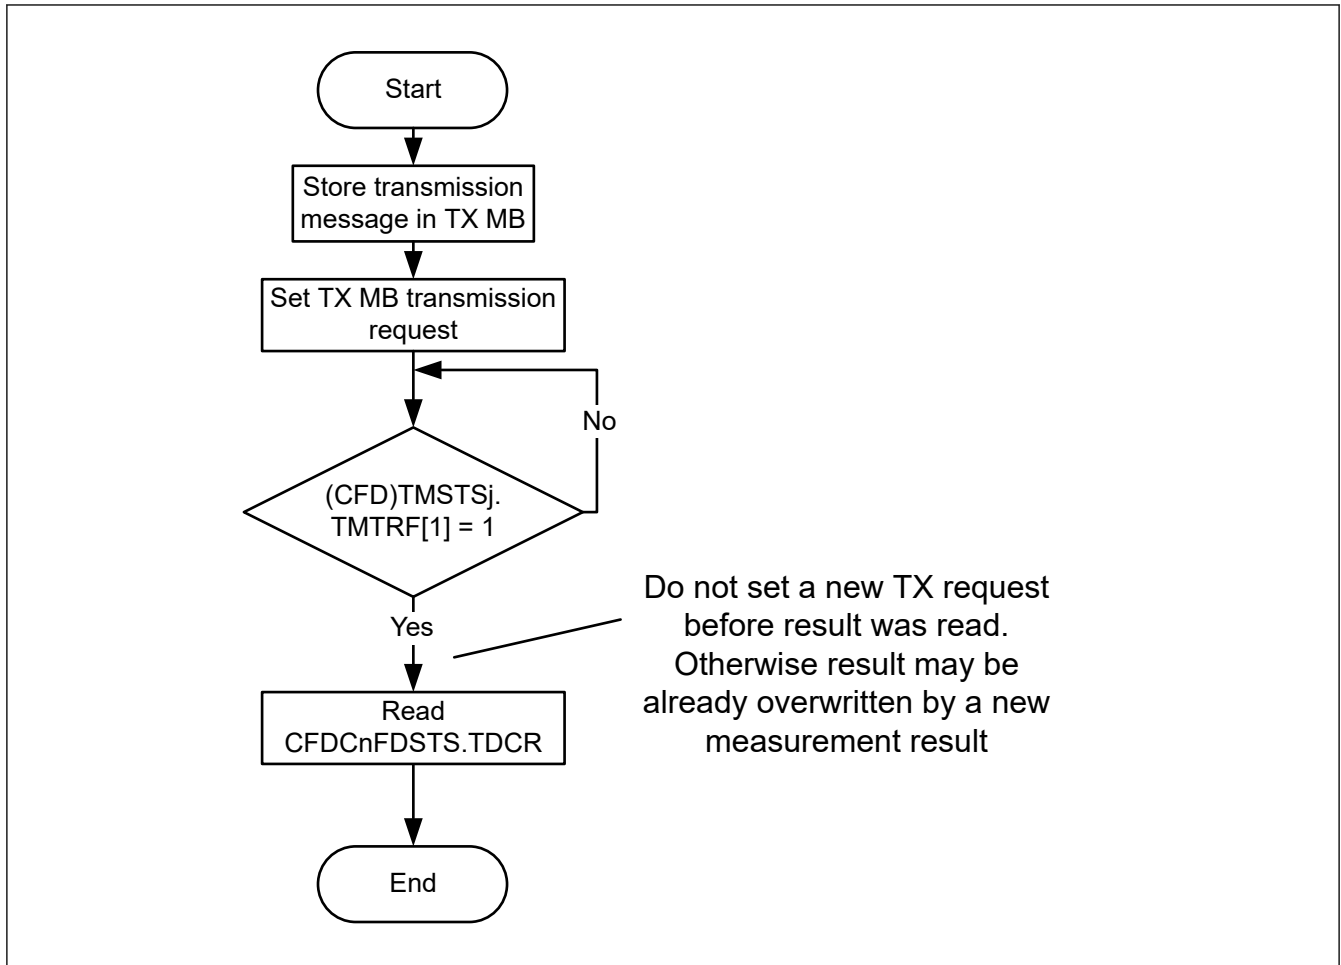 Start
Store transmission
message in TX MB
Set TX MB transmission
request
No
(CFD)TMSTSj.
TMTRF[1] = 1
Yes
Do not set a new TX request
before result was read.
Otherwise result may be
already overwritten by a new
measurement result
Read
CFDCnFDSTS.TDCR
End